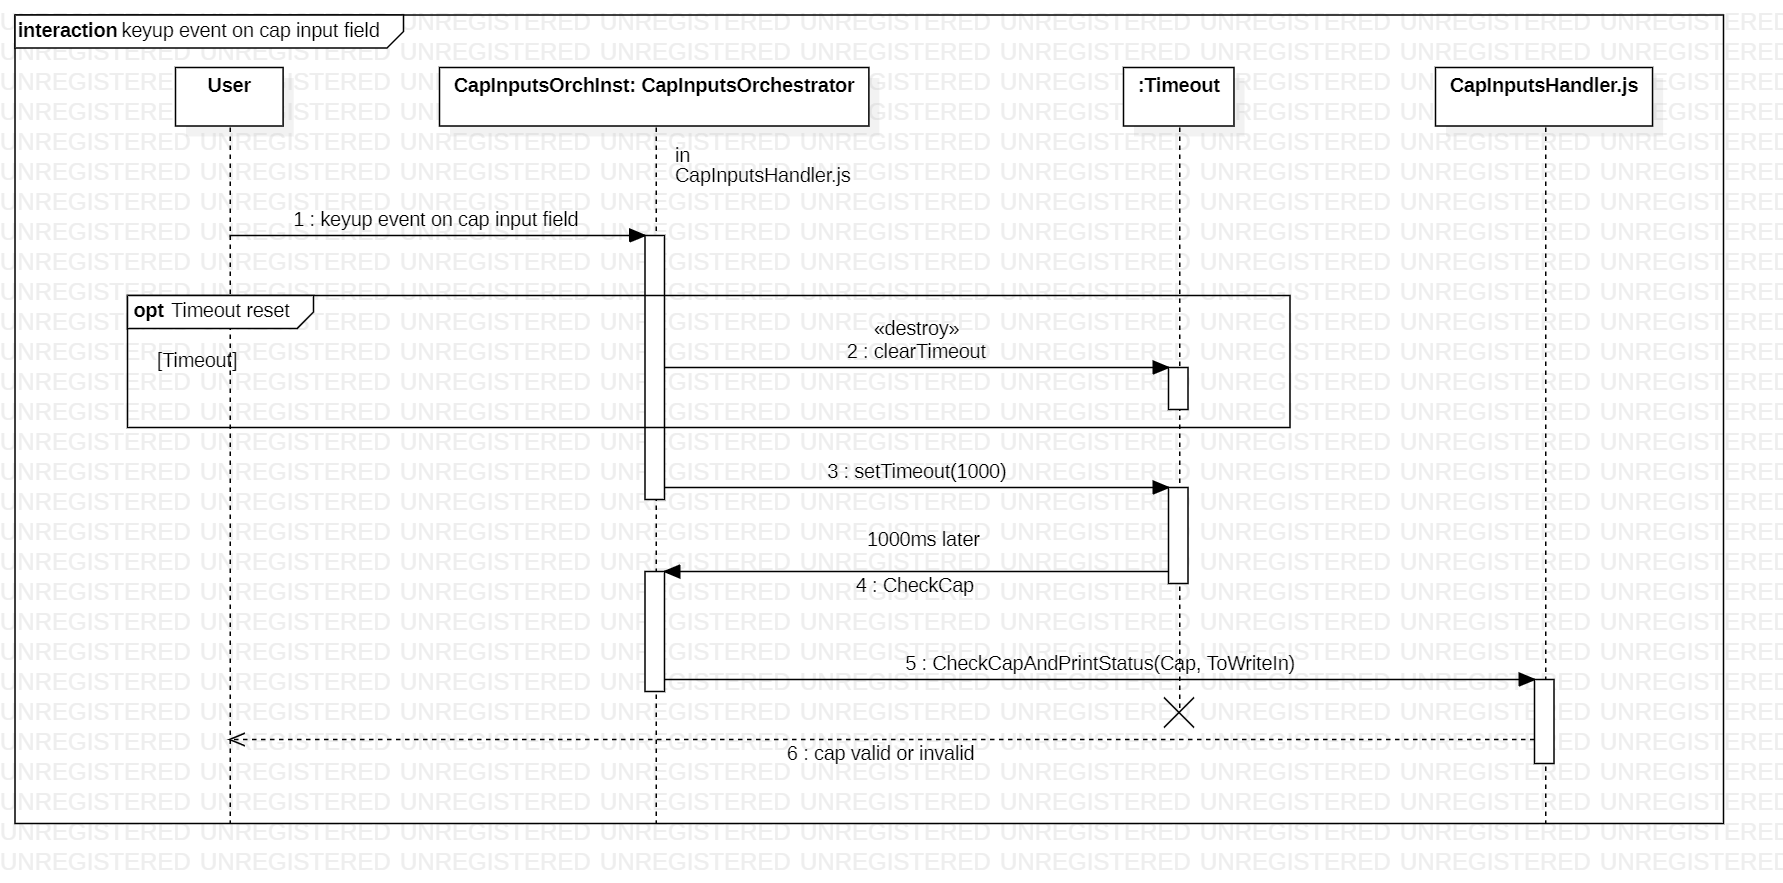 interaction keyup event on cap input field
User
CapInputsOrchInst: CapInputsOrchestrator
:Timeout
CapInputsHandler.js
in
CapInputsHandler.js
1 : keyup event on cap input field
opt Timeout reset
[Timeout]
«destroy»
2 : clearTimeout
3 : setTimeout(1000)
1000ms later
4 : CheckCap
5 : CheckCapAndPrintStatus(Cap, ToWriteIn)
6 : cap valid or invalid
UNREGISTERED